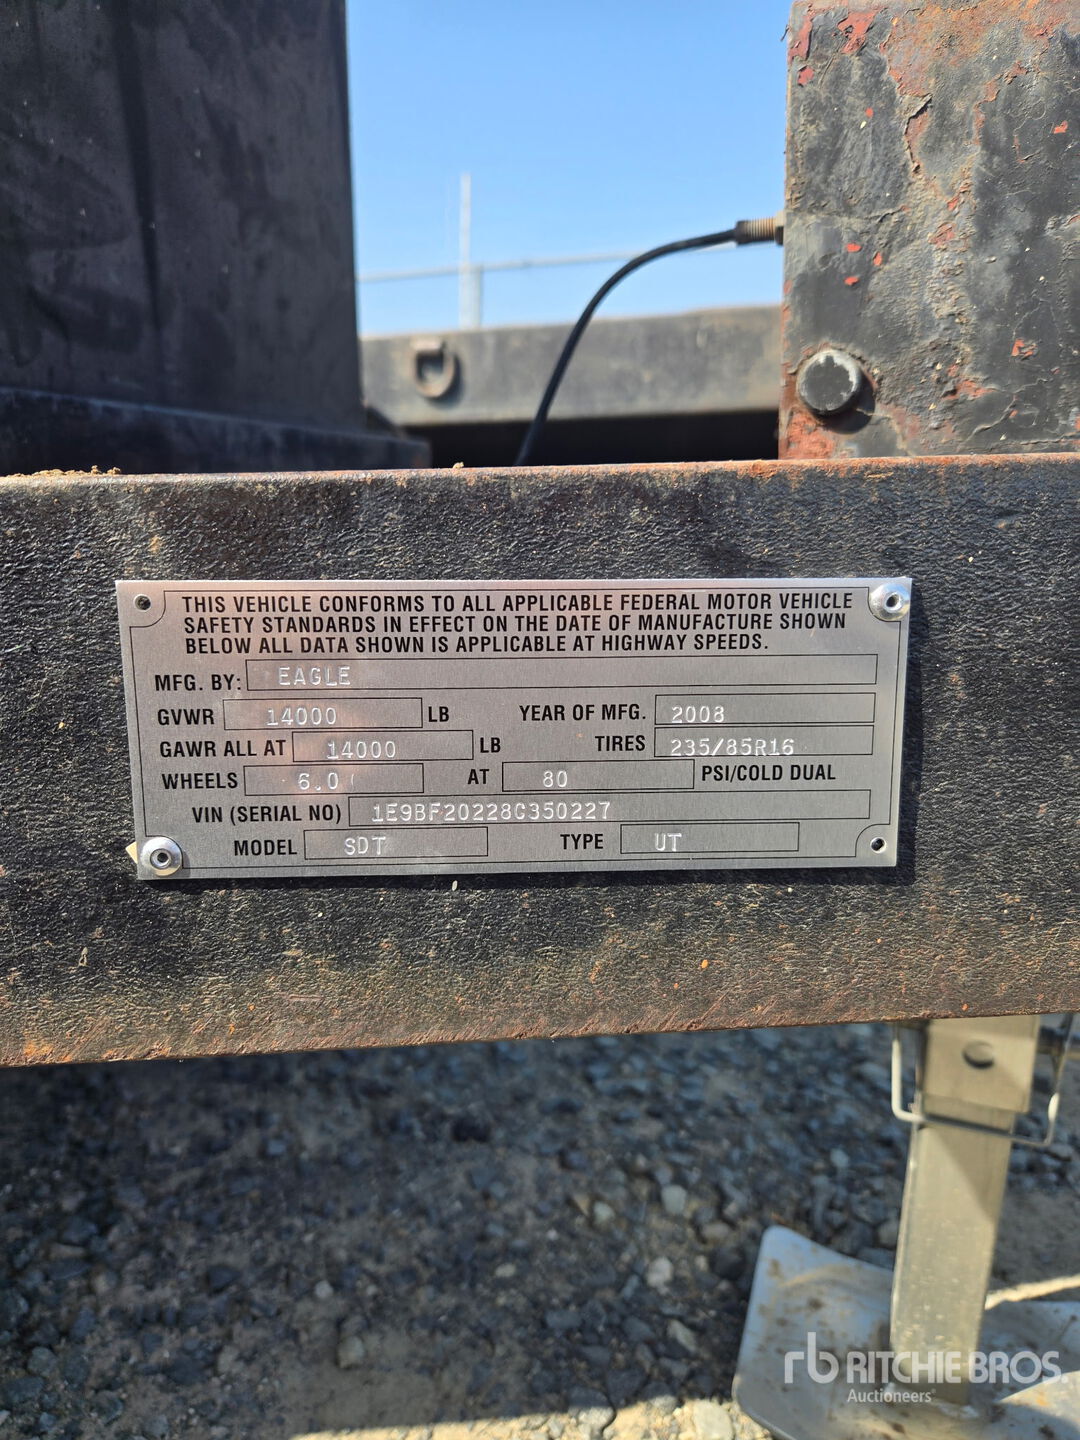 THIS VEHICLE CONFORMS TO ALL APPLICABLE FEDERAL MOTOR VEHICLE
SAFETY STANDARDS IN EFFECT ON THE DATE OF MANUFACTURE SHOWN
BELOW ALL DATA SHOWN IS APPLICABLE AT HIGHWAY SPEEDS.
MFG. BY: EAGLE
GVWR 14000 LB YEAR OF MFG. 2008
GAWR ALL AT 14000 LB TIRES 235/85R16
WHEELS 6.0 AT 80 PSI/COLD DUAL
VIN (SERIAL NO) 1E9BF20228C350227
MODEL SDT TYPE UT
rb RITCHIE BROS.
Auctioneers